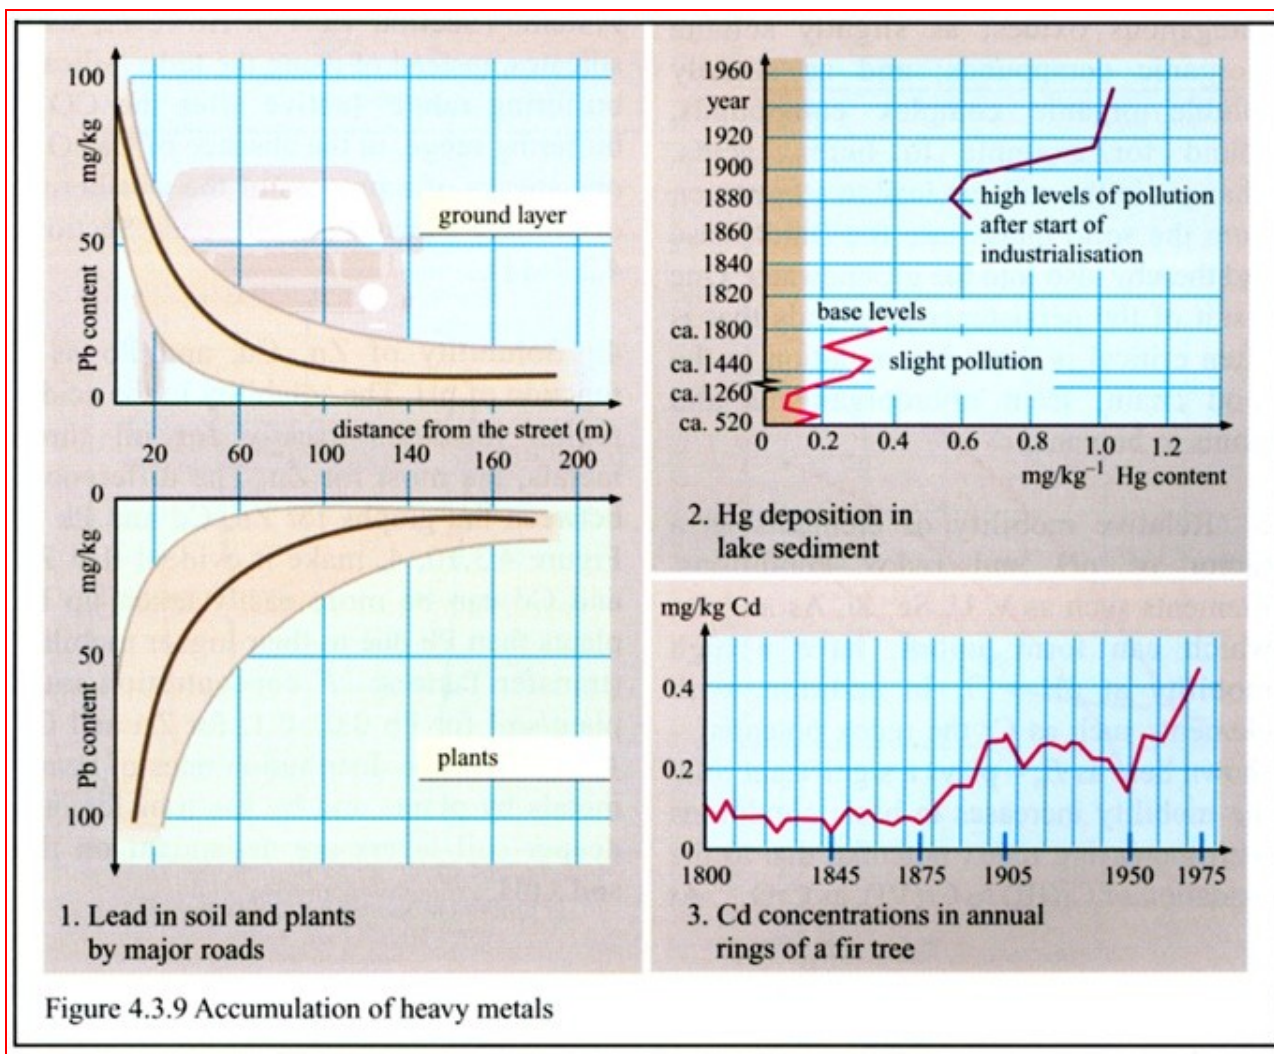 100
mg/kg
50
Pb content
0
ground layer
distance from the street (m)
20 60 100 140 160 200
0
mg/kg
50
Pb content
100
plants
1. Lead in soil and plants
by major roads
1960
year
1920
1900
1880
1860
1840
1820
ca. 1800
ca. 1440
ca. 1260
ca. 520
high levels of pollution
after start of
industrialisation
base levels
slight pollution
0 0.2 0.4 0.6 1.0 1.2
mg/kg⁻¹ Hg content
2. Hg deposition in
lake sediment
mg/kg Cd
0.4
0.2
0
1800 1845 1875 1905 1950 1975
3. Cd concentrations in annual
rings of a fir tree
Figure 4.3.9 Accumulation of heavy metals